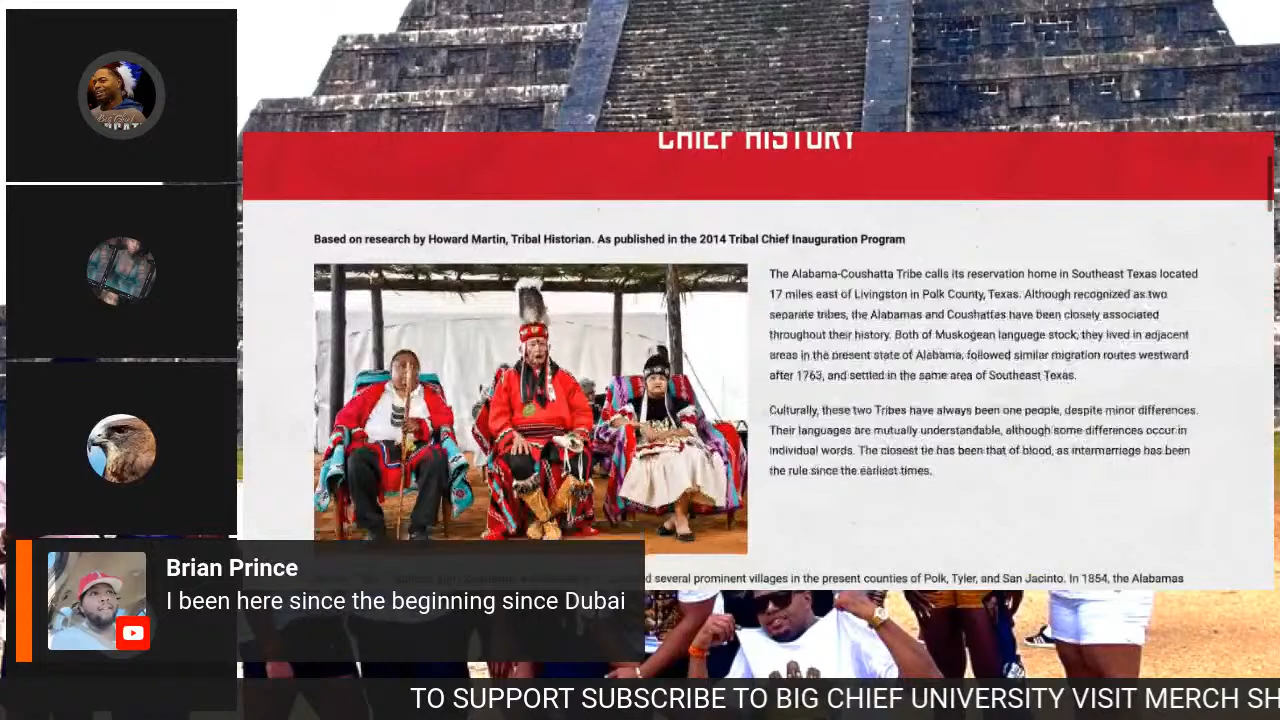 CHIEF HISTORY
Based on research by Howard Martin, Tribal Historian. As published in the 2014 Tribal Chief Inauguration Program
The Alabama-Coushatta Tribe calls its reservation home in Southeast Texas located
17 miles east of Livingston in Polk County, Texas. Although recognized as two
separate tribes, the Alabamas and Coushattas have been closely associated
throughout their history. Both of Muskogean language stock, they lived in adjacent
areas in the present state of Alabama, followed similar migration routes westward
after 1763, and settled in the same area of Southeast Texas.
Culturally, these two Tribes have always been one people, despite minor differences.
Their languages are mutually understandable, although some differences occur in
individual words. The closest tie has been that of blood, as intermarriage has been
the rule since the earliest times.
several prominent villages in the present counties of Polk, Tyler, and San Jacinto. In 1854, the Alabamas
Brian Prince
I been here since the beginning since Dubai
TO SUPPORT SUBSCRIBE TO BIG CHIEF UNIVERSITY VISIT MERCH SH